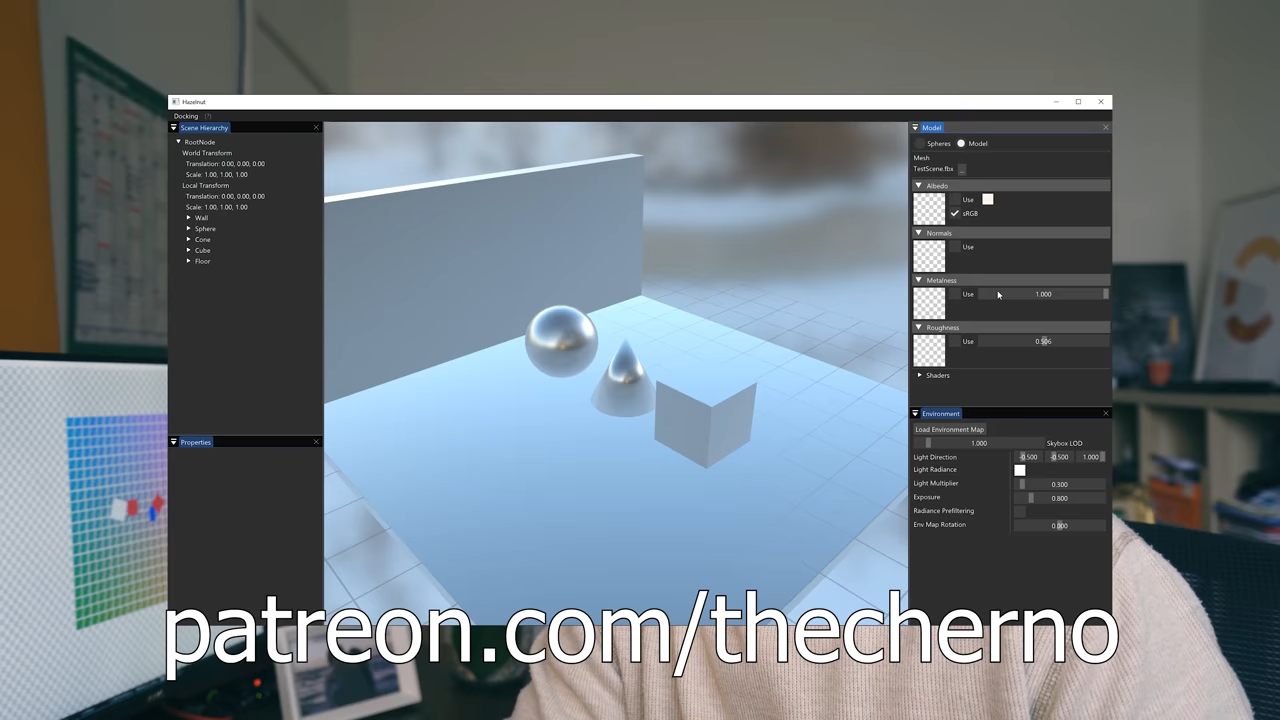 Hazelnut
Docking (?)
Scene Hierarchy
RootNode
World Transform
Translation: 0.00, 0.00, 0.00
Scale: 1.00, 1.00, 1.00
Local Transform
Translation: 0.00, 0.00, 0.00
Scale: 1.00, 1.00, 1.00
Wall
Sphere
Cone
Cube
Floor
Properties
Model
Spheres Model
Mesh
TestScene.fbx ...
Albedo
Use
sRGB
Normals
Use
Metalness
Use 1.000
Roughness
Use 0.506
Shaders
Environment
Load Environment Map
1.000 Skybox LOD
Light Direction -0.500 -0.500 1.000
Light Radiance
Light Multiplier 0.300
Exposure 0.800
Radiance Prefiltering
Env Map Rotation 0.000
patreon.com/thecherno